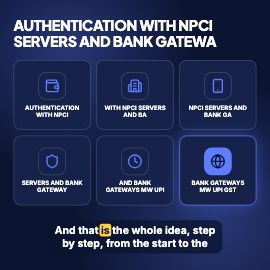 AUTHENTICATION WITH NPCI
SERVERS AND BANK GATEWA
AUTHENTICATION
WITH NPCI
WITH NPCI SERVERS
AND BA
NPCI SERVERS AND
BANK GA
SERVERS AND BANK
GATEWAY
AND BANK
GATEWAYS MW UPI
BANK GATEWAYS
MW UPI GST
And that is the whole idea, step
by step, from the start to the